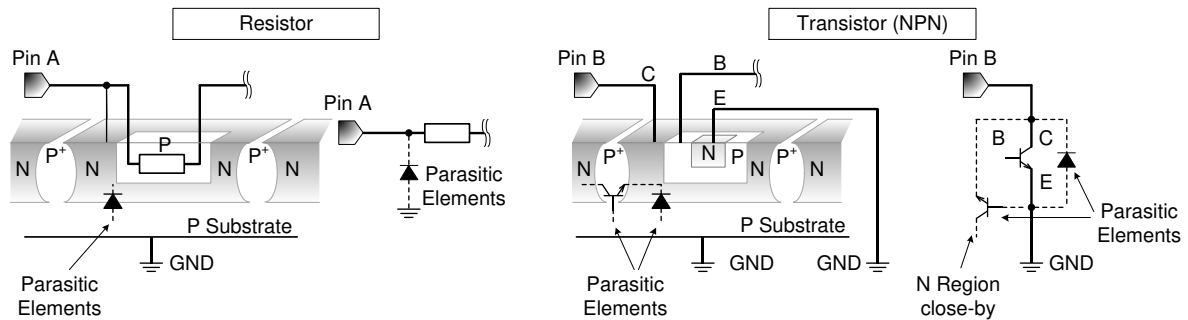 Resistor
Transistor (NPN)
Pin A
Pin A
N
P+
N
P
N
P+
N
Parasitic
Elements
P Substrate
GND
Parasitic
Elements
Pin B
C
B
E
N
P+
N
N
P
P+
N
P Substrate
GND
GND
Parasitic
Elements
Pin B
B
C
E
Parasitic
Elements
GND
N Region
close-by